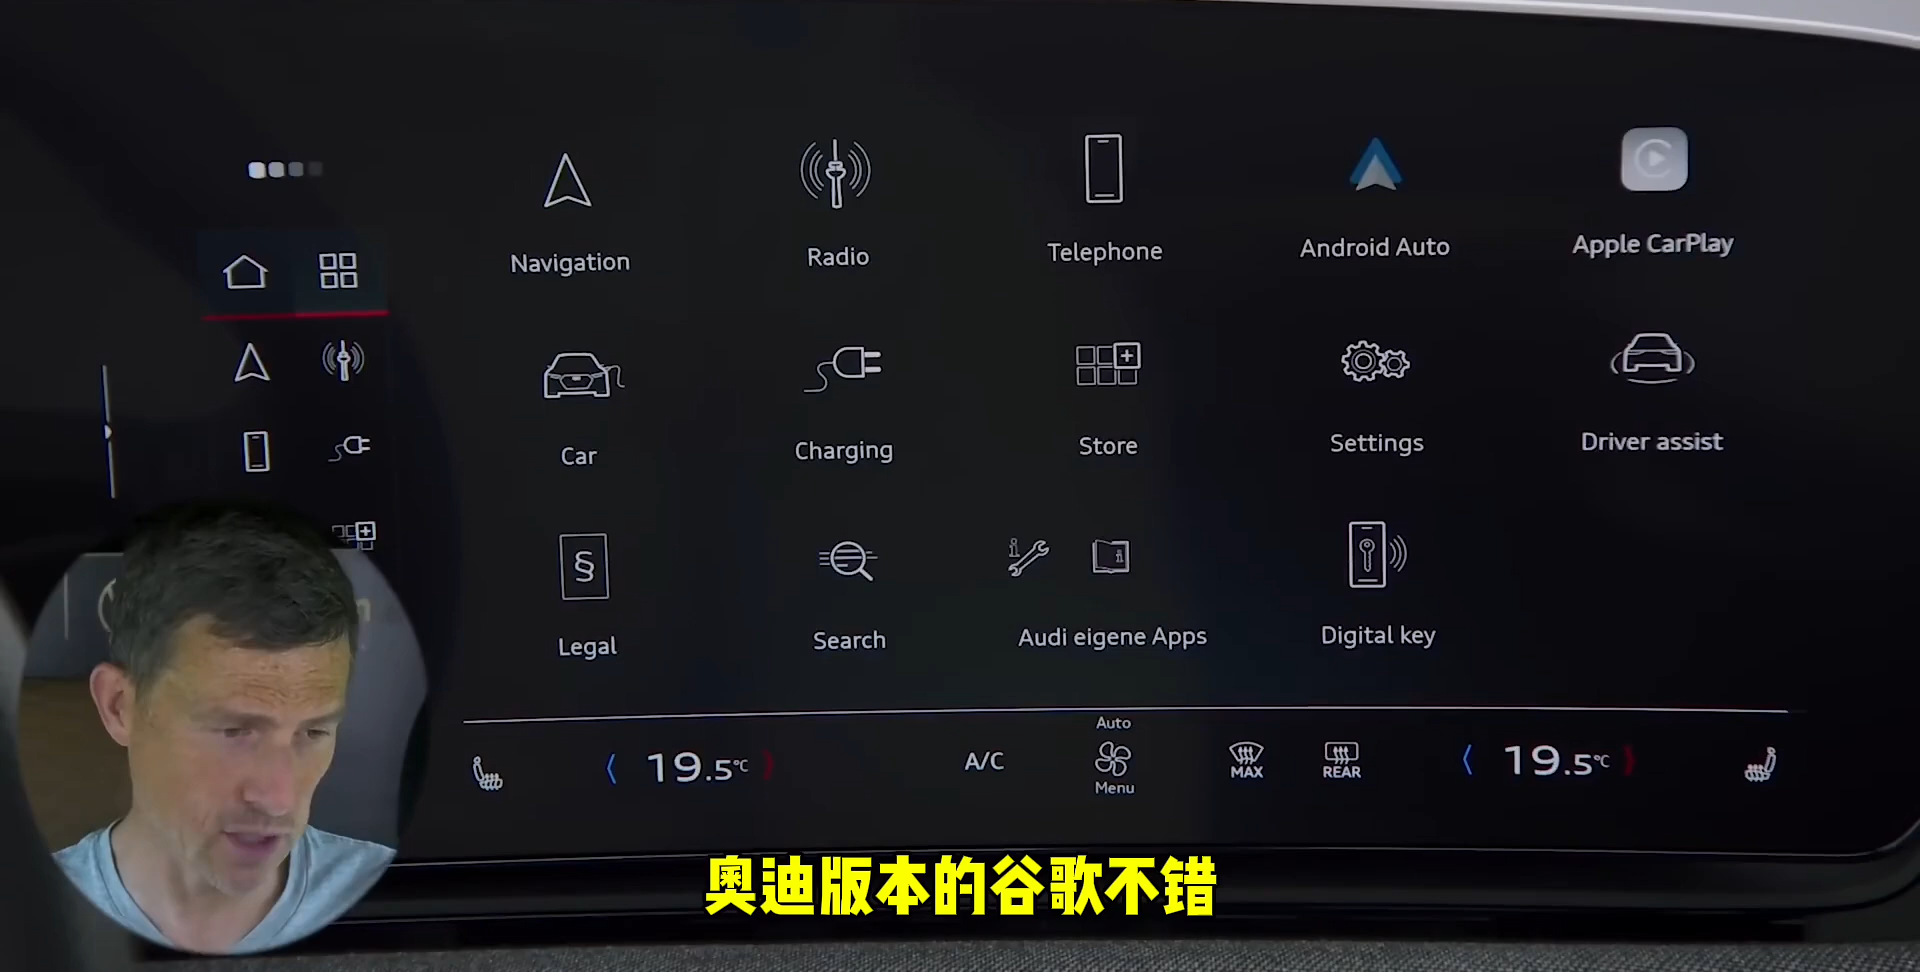 Navigation
Radio
Telephone
Android Auto
Apple CarPlay
Car
Charging
Store
Settings
Driver assist
§
Legal
Search
Audi eigene Apps
Digital key
Auto
19.5°C
A/C
MAX
REAR
19.5°C
Menu
奥迪版本的谷歌不错